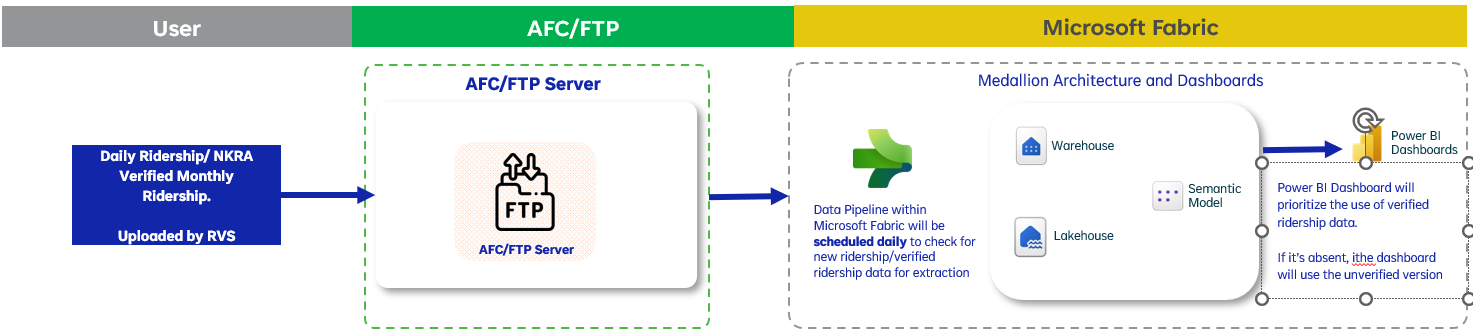 User
AFC/FTP
Microsoft Fabric
Daily Ridership/ NKRA
Verified Monthly
Ridership.
Uploaded by RVS
AFC/FTP Server
FTP
AFC/FTP Server
Medallion Architecture and Dashboards
Data Pipeline within
Microsoft Fabric will be
scheduled daily to check for
new ridership/verified
ridership data for extraction
Warehouse
Semantic
Model
Lakehouse
Power BI
Dashboards
Power BI Dashboard will
prioritize the use of verified
ridership data.
If it's absent, ithe dashboard
will use the unverified version